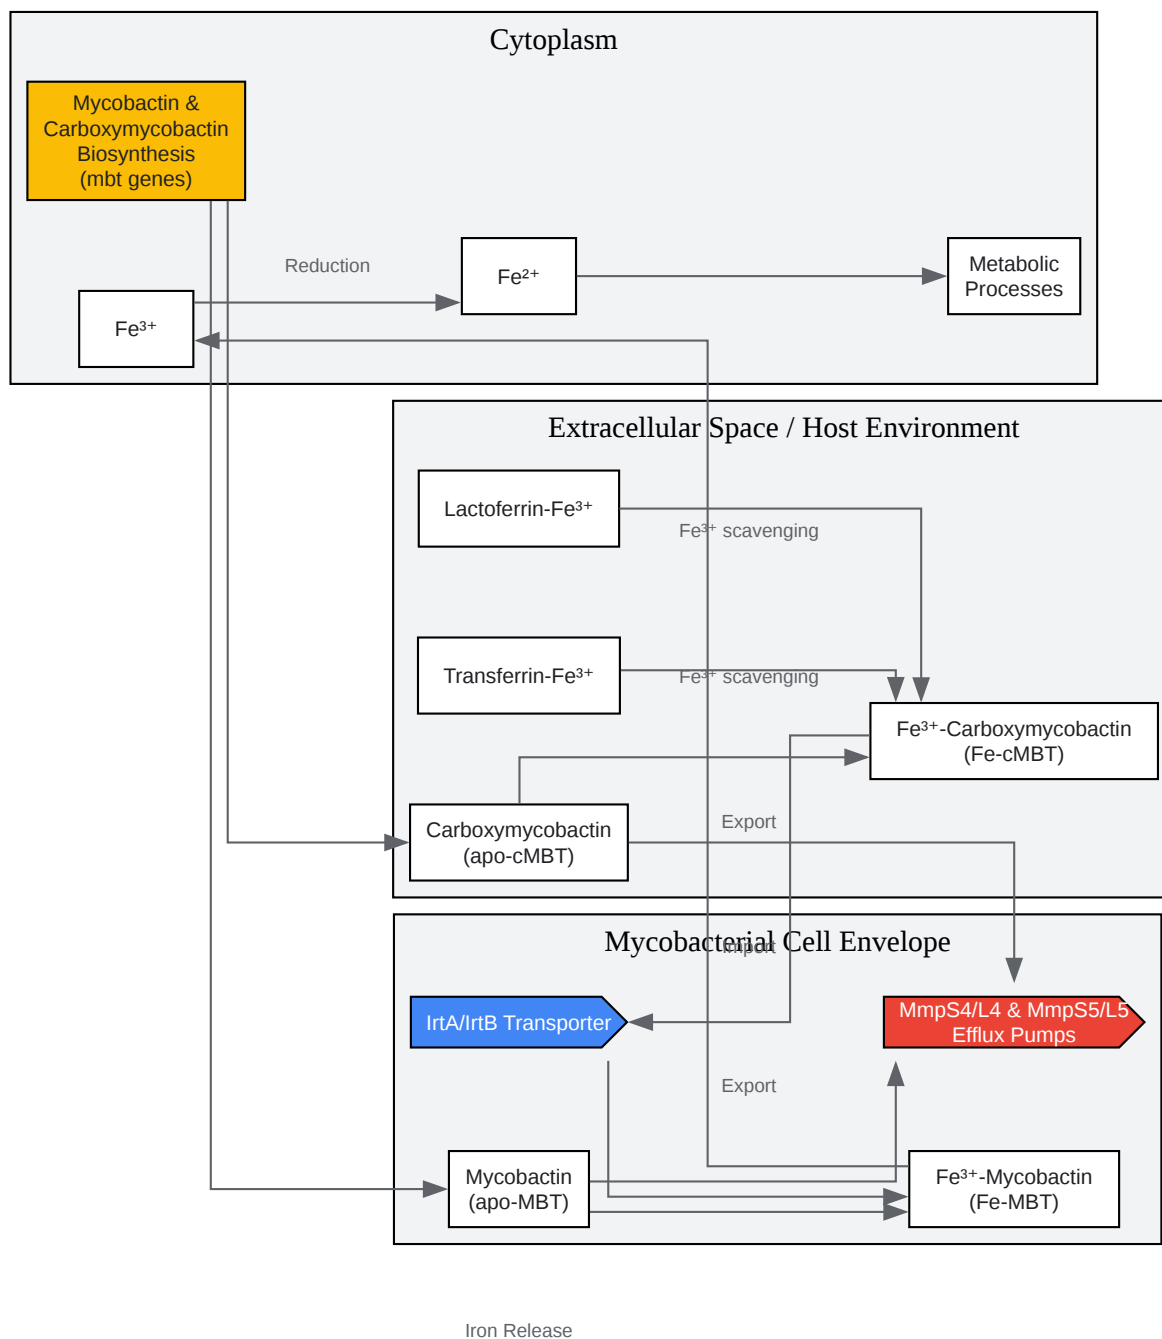 Cytoplasm
Mycobactin &
Carboxymycobactin
Biosynthesis
(mbt genes)
Reduction
Fe²⁺
Metabolic
Processes
Fe³⁺
Extracellular Space / Host Environment
Lactoferrin-Fe³⁺
Fe³⁺ scavenging
Transferrin-Fe³⁺
Fe³⁺ scavenging
Fe³⁺-Carboxymycobactin
(Fe-cMBT)
Carboxymycobactin
(apo-cMBT)
Export
Mycobacterial Cell Envelope
Import
IrtA/IrtB Transporter
MmpS4/L4 & MmpS5/L5
Efflux Pumps
Export
Mycobactin
(apo-MBT)
Fe³⁺-Mycobactin
(Fe-MBT)
Iron Release